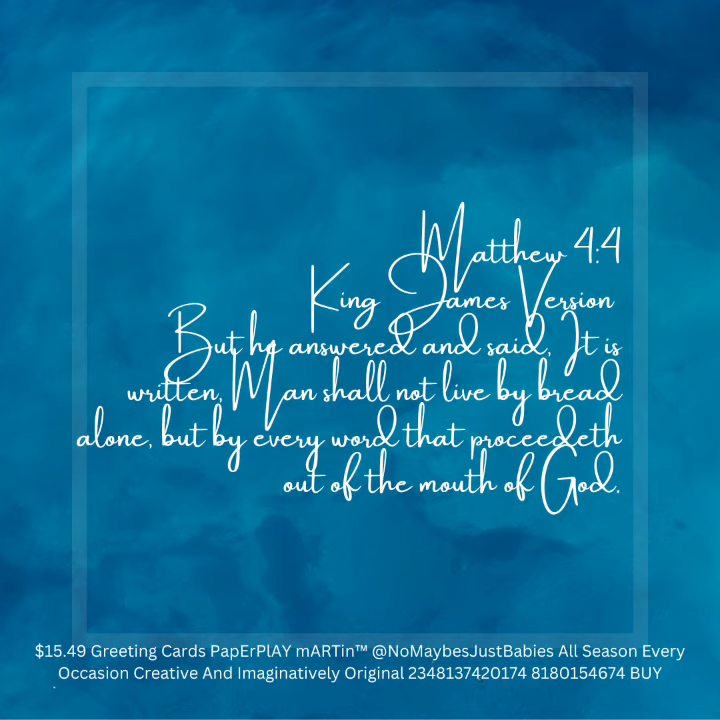 Matthew 4:4
King James Version
But he answered and said, It is
written, Man shall not live by bread
alone, but by every word that proceedeth
out of the mouth of God.
$15.49 Greeting Cards PapErPlAY mARTin™ @NoMaybesJustBabies All Season Every
Occasion Creative And Imaginatively Original 2348137420174 8180154674 BUY
.